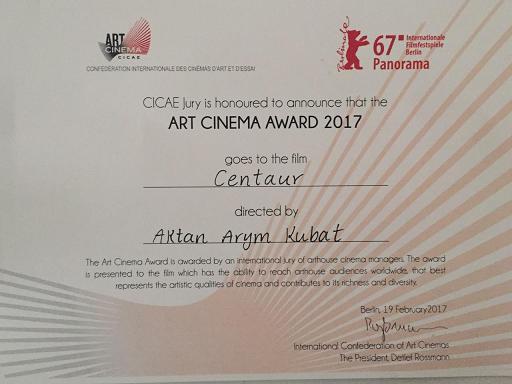 ART
CINEMA
CICAE
CONFEDERATION INTERNATIONALE DES CINÉMAS D'ART ET D'ESSAI
Berlinale
67
Internationale
Filmfestspiele
Berlin
Panorama
CICAE Jury is honoured to announce that the
ART CINEMA AWARD 2017
goes to the film
Centaur
directed by
Aktan Arym Kubat
The Art Cinema Award is awarded by an international jury of arthouse cinema managers. The award
is presented to the film which has the ability to reach arthouse audiences worldwide, that best
represents the artistic qualities of cinema and contributes to its richness and diversity.
Berlin, 19 February2017
International Confederation of Art Cinemas
The President, Detlef Rossmann